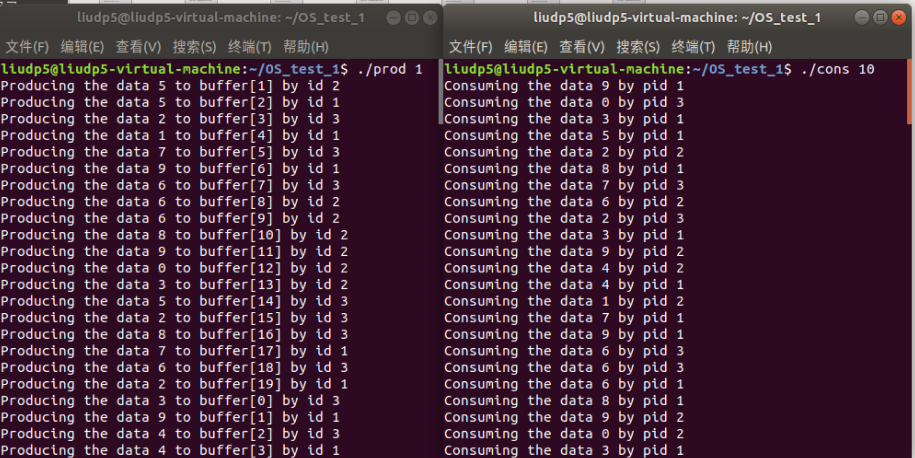 liudp5@liudp5-virtual-machine: ~/OS_test_1
文件(F) 编辑(E) 查看(V) 搜索(S) 终端(T) 帮助(H)
liudp5@liudp5-virtual-machine:~/OS_test_1$ ./prod 1
Producing the data 5 to buffer[1] by id 2
Producing the data 5 to buffer[2] by id 1
Producing the data 2 to buffer[3] by id 3
Producing the data 1 to buffer[4] by id 1
Producing the data 7 to buffer[5] by id 3
Producing the data 9 to buffer[6] by id 1
Producing the data 6 to buffer[7] by id 3
Producing the data 6 to buffer[8] by id 2
Producing the data 6 to buffer[9] by id 2
Producing the data 8 to buffer[10] by id 2
Producing the data 9 to buffer[11] by id 2
Producing the data 0 to buffer[12] by id 2
Producing the data 3 to buffer[13] by id 2
Producing the data 5 to buffer[14] by id 3
Producing the data 2 to buffer[15] by id 3
Producing the data 8 to buffer[16] by id 3
Producing the data 7 to buffer[17] by id 1
Producing the data 6 to buffer[18] by id 3
Producing the data 2 to buffer[19] by id 1
Producing the data 3 to buffer[0] by id 3
Producing the data 9 to buffer[1] by id 1
Producing the data 4 to buffer[2] by id 3
Producing the data 4 to buffer[3] by id 1
liudp5@liudp5-virtual-machine: ~/OS_test_1
文件(F) 编辑(E) 查看(V) 搜索(S) 终端(T) 帮助(H)
liudp5@liudp5-virtual-machine:~/OS_test_1$ ./cons 10
Consuming the data 9 by pid 1
Consuming the data 0 by pid 3
Consuming the data 3 by pid 1
Consuming the data 5 by pid 1
Consuming the data 2 by pid 2
Consuming the data 8 by pid 1
Consuming the data 7 by pid 3
Consuming the data 6 by pid 2
Consuming the data 2 by pid 3
Consuming the data 3 by pid 1
Consuming the data 9 by pid 2
Consuming the data 4 by pid 2
Consuming the data 4 by pid 1
Consuming the data 1 by pid 2
Consuming the data 7 by pid 1
Consuming the data 9 by pid 1
Consuming the data 6 by pid 3
Consuming the data 6 by pid 1
Consuming the data 6 by pid 1
Consuming the data 8 by pid 1
Consuming the data 9 by pid 2
Consuming the data 0 by pid 2
Consuming the data 3 by pid 1